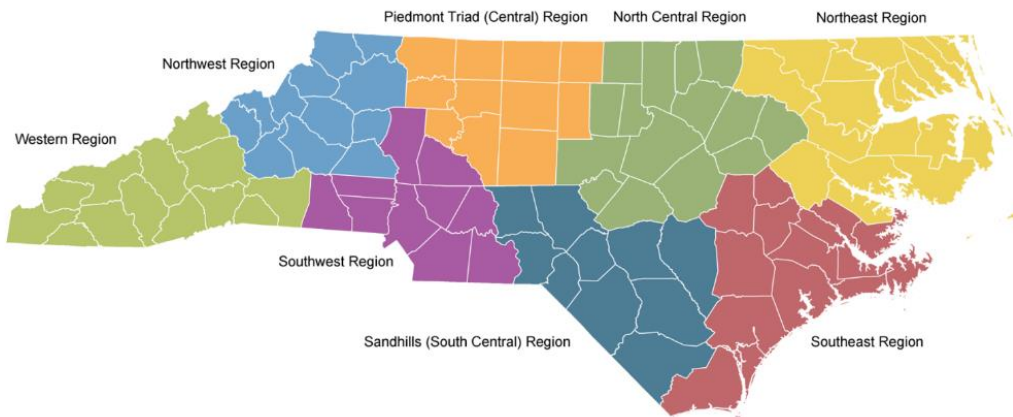 Piedmont Triad (Central) Region
North Central Region
Northeast Region
Northwest Region
Western Region
Southwest Region
Sandhills (South Central) Region
Southeast Region